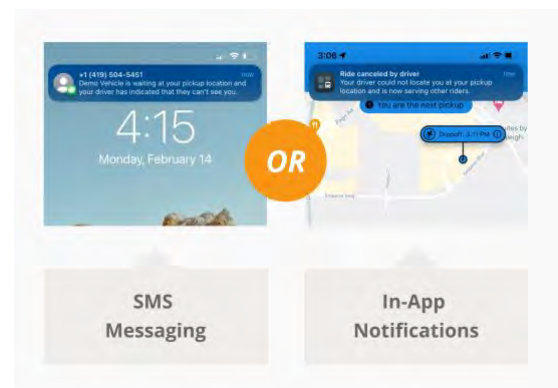 +1 (419) 504-5451 now
Demo Vehicle is waiting at your pickup location and
your driver has indicated that they can't see you.
4:15
Monday, February 14
OR
3:06
Ride canceled by driver now
Your driver could not locate you at your pickup
location and is now serving other riders.
You are the next pickup
Dropoff: 3:11 PM
SMS
Messaging
In-App
Notifications